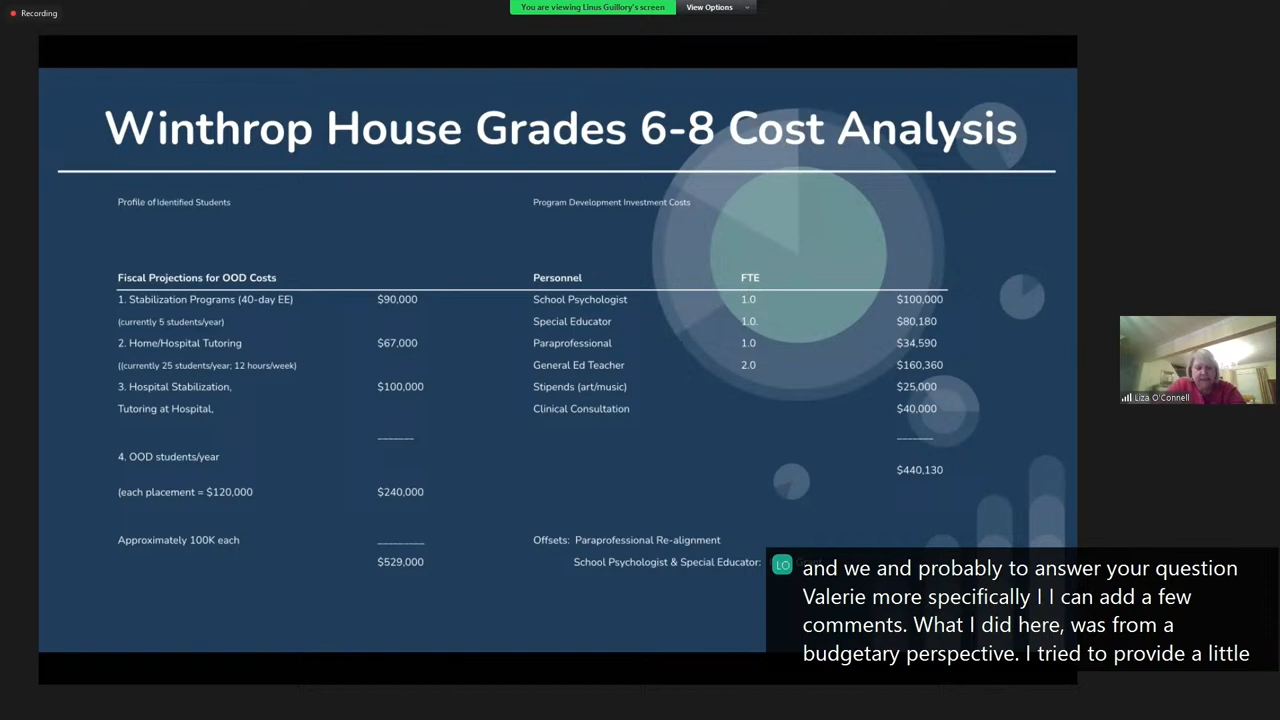 Recording
You are viewing Linus Guillory's screen
View Options
Winthrop House Grades 6-8 Cost Analysis
Profile of Identified Students
Program Development Investment Costs
Fiscal Projections for OOD Costs
Personnel FTE
1. Stabilization Programs (40-day EE) $90,000
School Psychologist 1.0 $100,000
(currently 5 students/year)
Special Educator 1.0. $80,180
2. Home/Hospital Tutoring $67,000
Paraprofessional 1.0 $34,590
((currently 25 students/year; 12 hours/week)
General Ed Teacher 2.0 $160,360
3. Hospital Stabilization, $100,000
Stipends (art/music) $25,000
Tutoring at Hospital,
Clinical Consultation $40,000
4. OOD students/year
$440,130
(each placement = $120,000 $240,000
Approximately 100K each
Offsets: Paraprofessional Re-alignment
$529,000
School Psychologist & Special Educator:
Liza O'Connell
LO
and we and probably to answer your question
Valerie more specifically I I can add a few
comments. What I did here, was from a
budgetary perspective. I tried to provide a little